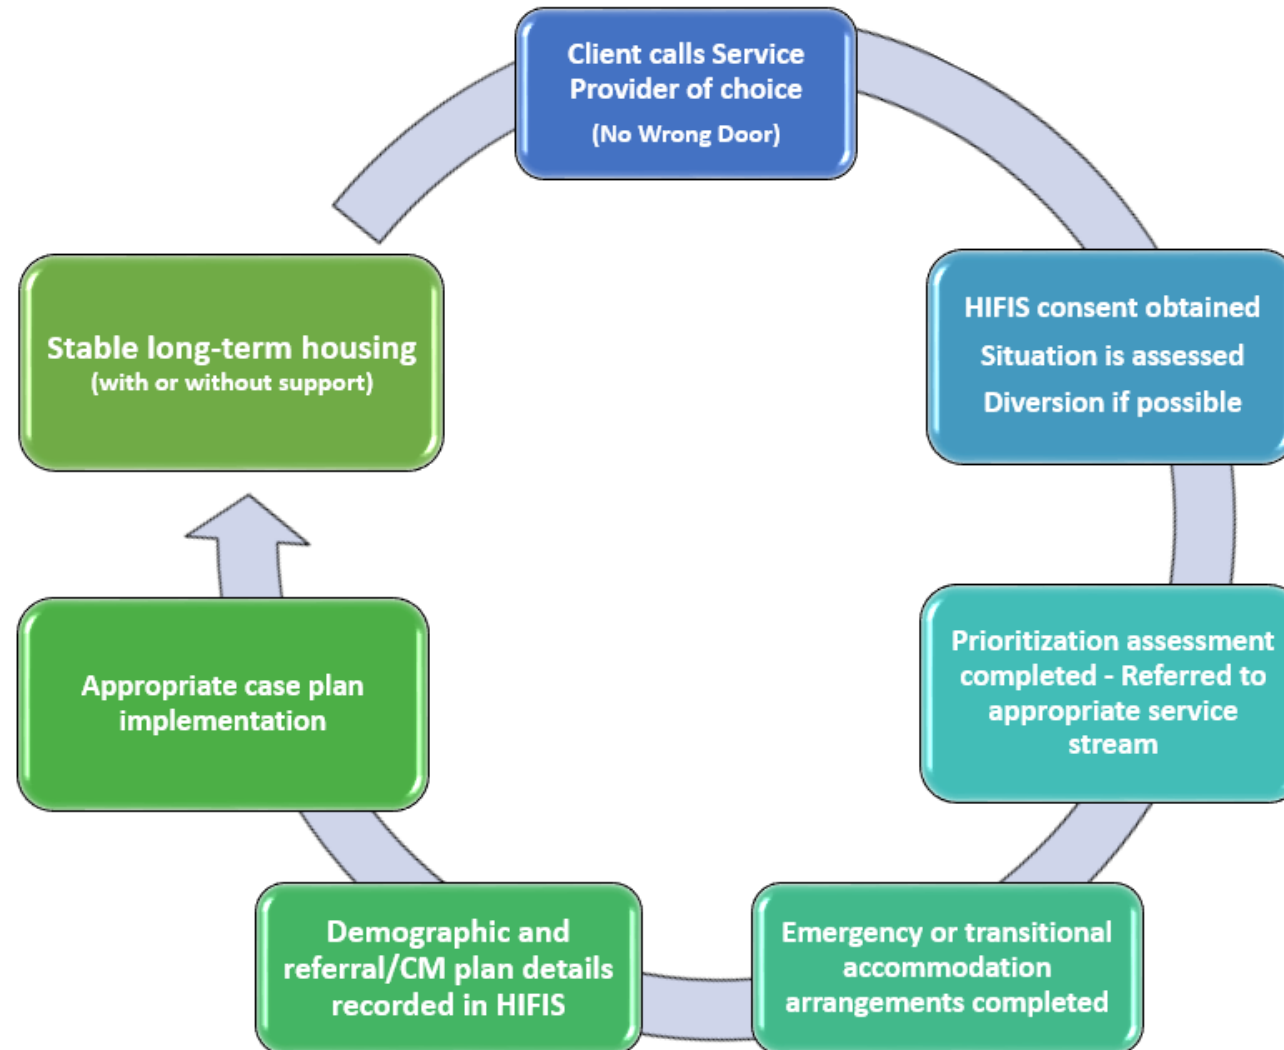 Client calls Service
Provider of choice
(No Wrong Door)
HIFIS consent obtained
Situation is assessed
Diversion if possible
Prioritization assessment
completed - Referred to
appropriate service
stream
Emergency or transitional
accommodation
arrangements completed
Demographic and
referral/CM plan details
recorded in HIFIS
Appropriate case plan
implementation
Stable long-term housing
(with or without support)